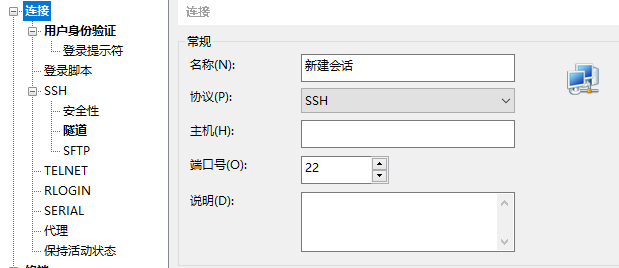 连接
用户身份验证
登录提示符
登录脚本
SSH
安全性
隧道
SFTP
TELNET
RLOGIN
SERIAL
代理
保持活动状态
终端
连接
常规
名称(N):
新建会话
协议(P):
SSH
主机(H):
端口号(O):
22
说明(D):